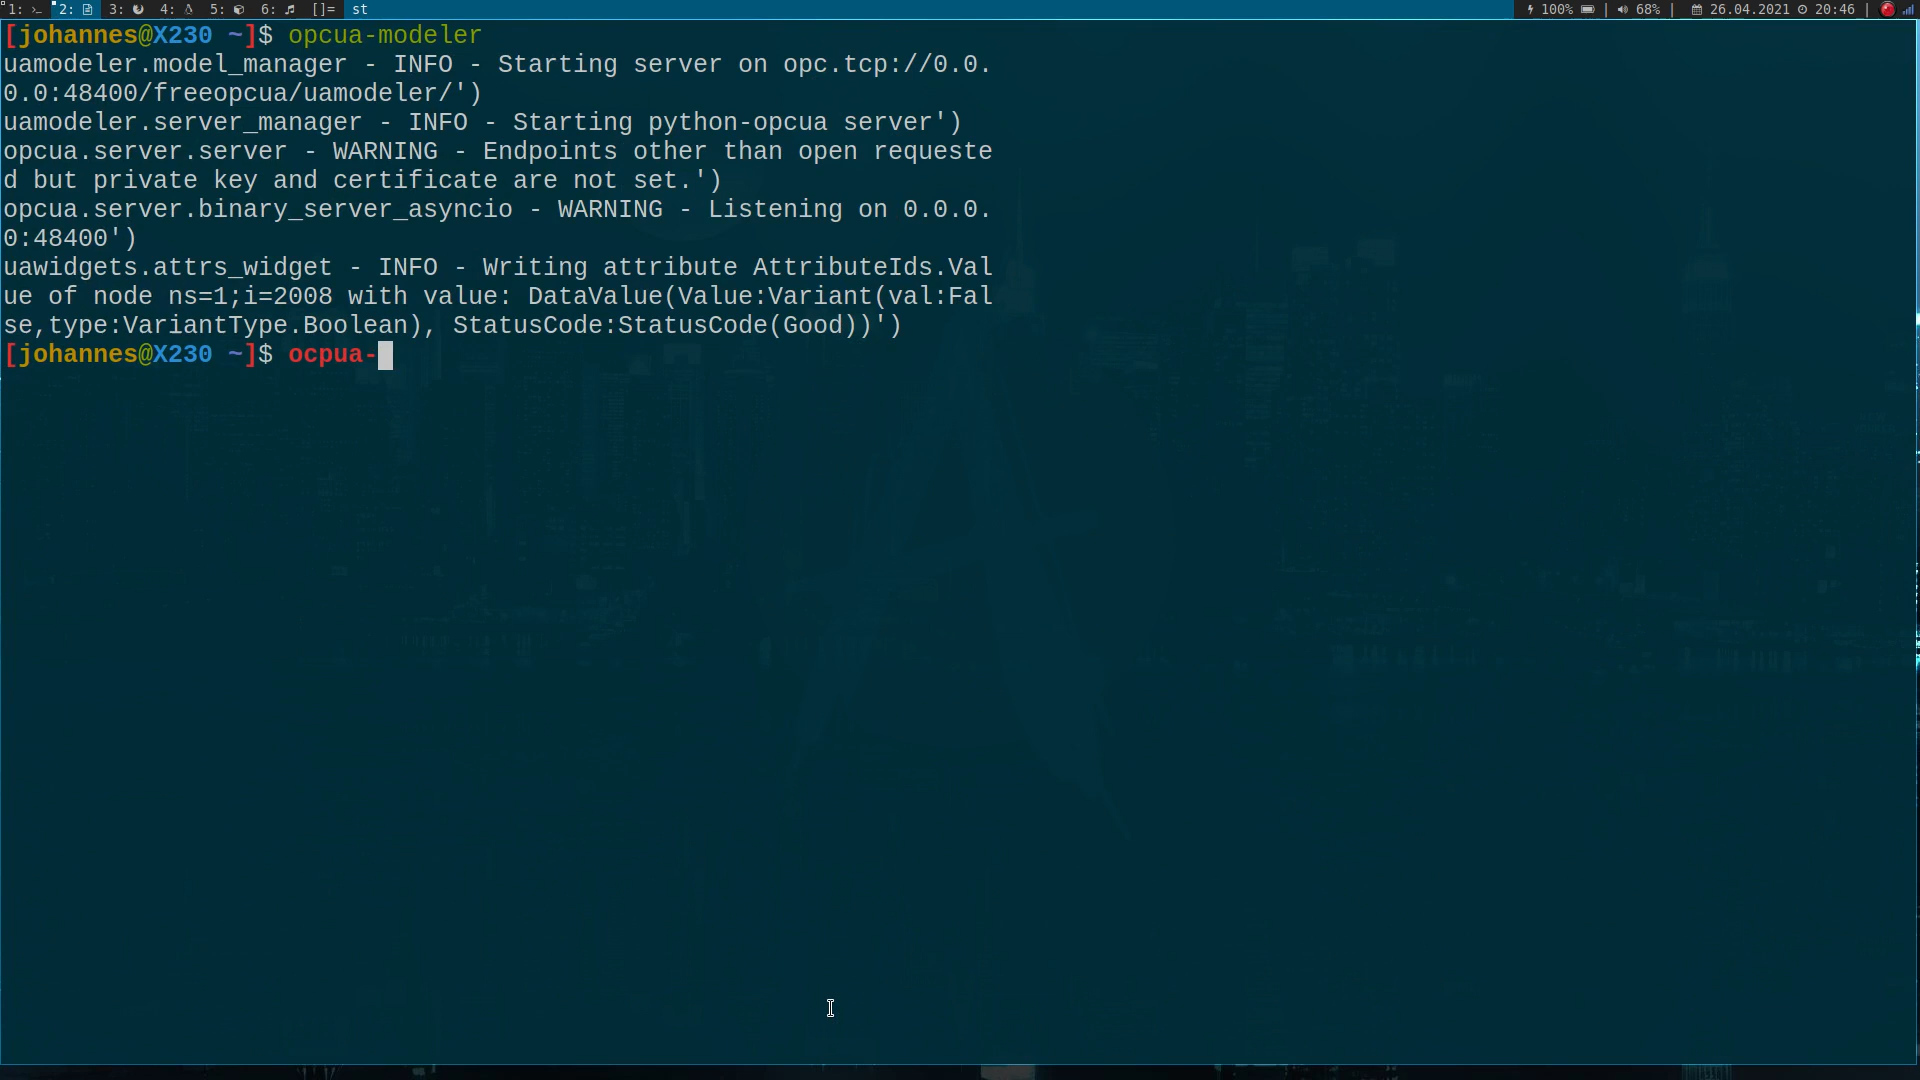 1: 2: 3: 4: 5: 6: []= st 100% | 68% | 26.04.2021 20:46 |
[johannes@X230 ~]$ opcua-modeler
uamodeler.model_manager - INFO - Starting server on opc.tcp://0.0.
0.0:48400/freeopcua/uamodeler/')
uamodeler.server_manager - INFO - Starting python-opcua server')
opcua.server.server - WARNING - Endpoints other than open requeste
d but private key and certificate are not set.')
opcua.server.binary_server_asyncio - WARNING - Listening on 0.0.0.
0:48400')
uawidgets.attrs_widget - INFO - Writing attribute AttributeIds.Val
ue of node ns=1;i=2008 with value: DataValue(Value:Variant(val:Fal
se,type:VariantType.Boolean), StatusCode:StatusCode(Good))')
[johannes@X230 ~]$ ocpua-